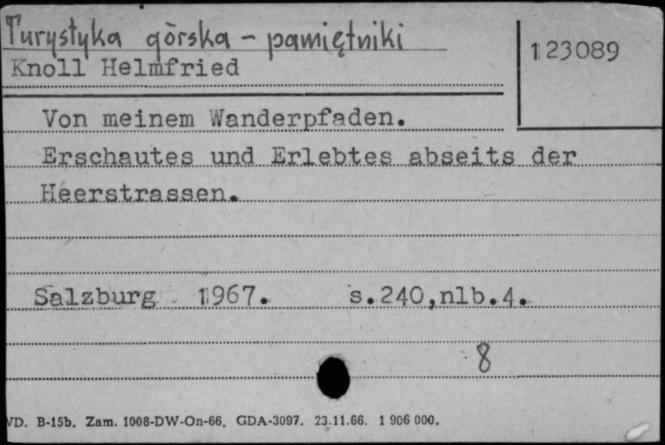 Turystyka górska - pamiętniki
123089
Knoll Helmfried
Von meinem Wanderpfaden.
Erschautes und Erlebtes abseits der
Heerstrassen.
Salzburg 1967. s.240,nlb.4.
8
VD. B-15b. Zam. 1008-DW-On-66. GDA-3097. 23.11.66. 1 906 000.